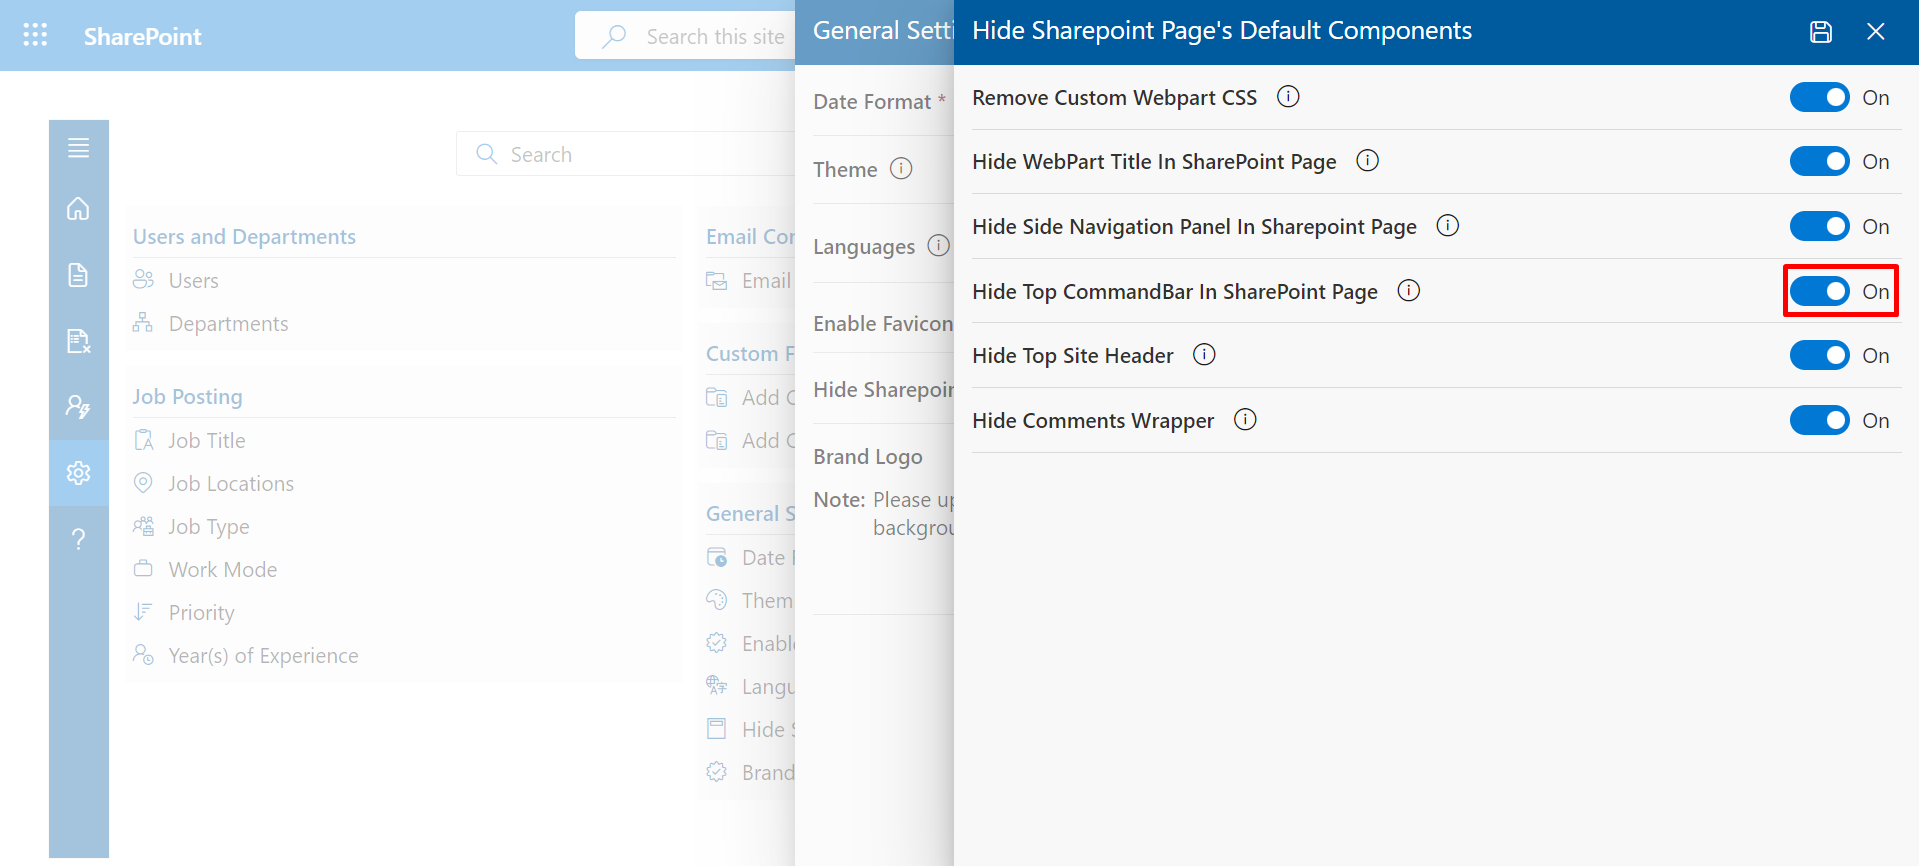 SharePoint
Search this site
Search
Users and Departments
Users
Departments
Job Posting
Job Title
Job Locations
Job Type
Work Mode
Priority
Year(s) of Experience
Email Con
Email
Custom F
Add C
Add C
General S
Date F
Them
Enable
Langu
Hide S
Brand
General Setti
Date Format *
Theme
Languages
Enable Favicon
Hide Sharepoin
Brand Logo
Note: Please up
backgrou
Hide Sharepoint Page's Default Components
Remove Custom Webpart CSS On
Hide WebPart Title In SharePoint Page On
Hide Side Navigation Panel In Sharepoint Page On
Hide Top CommandBar In SharePoint Page On
Hide Top Site Header On
Hide Comments Wrapper On